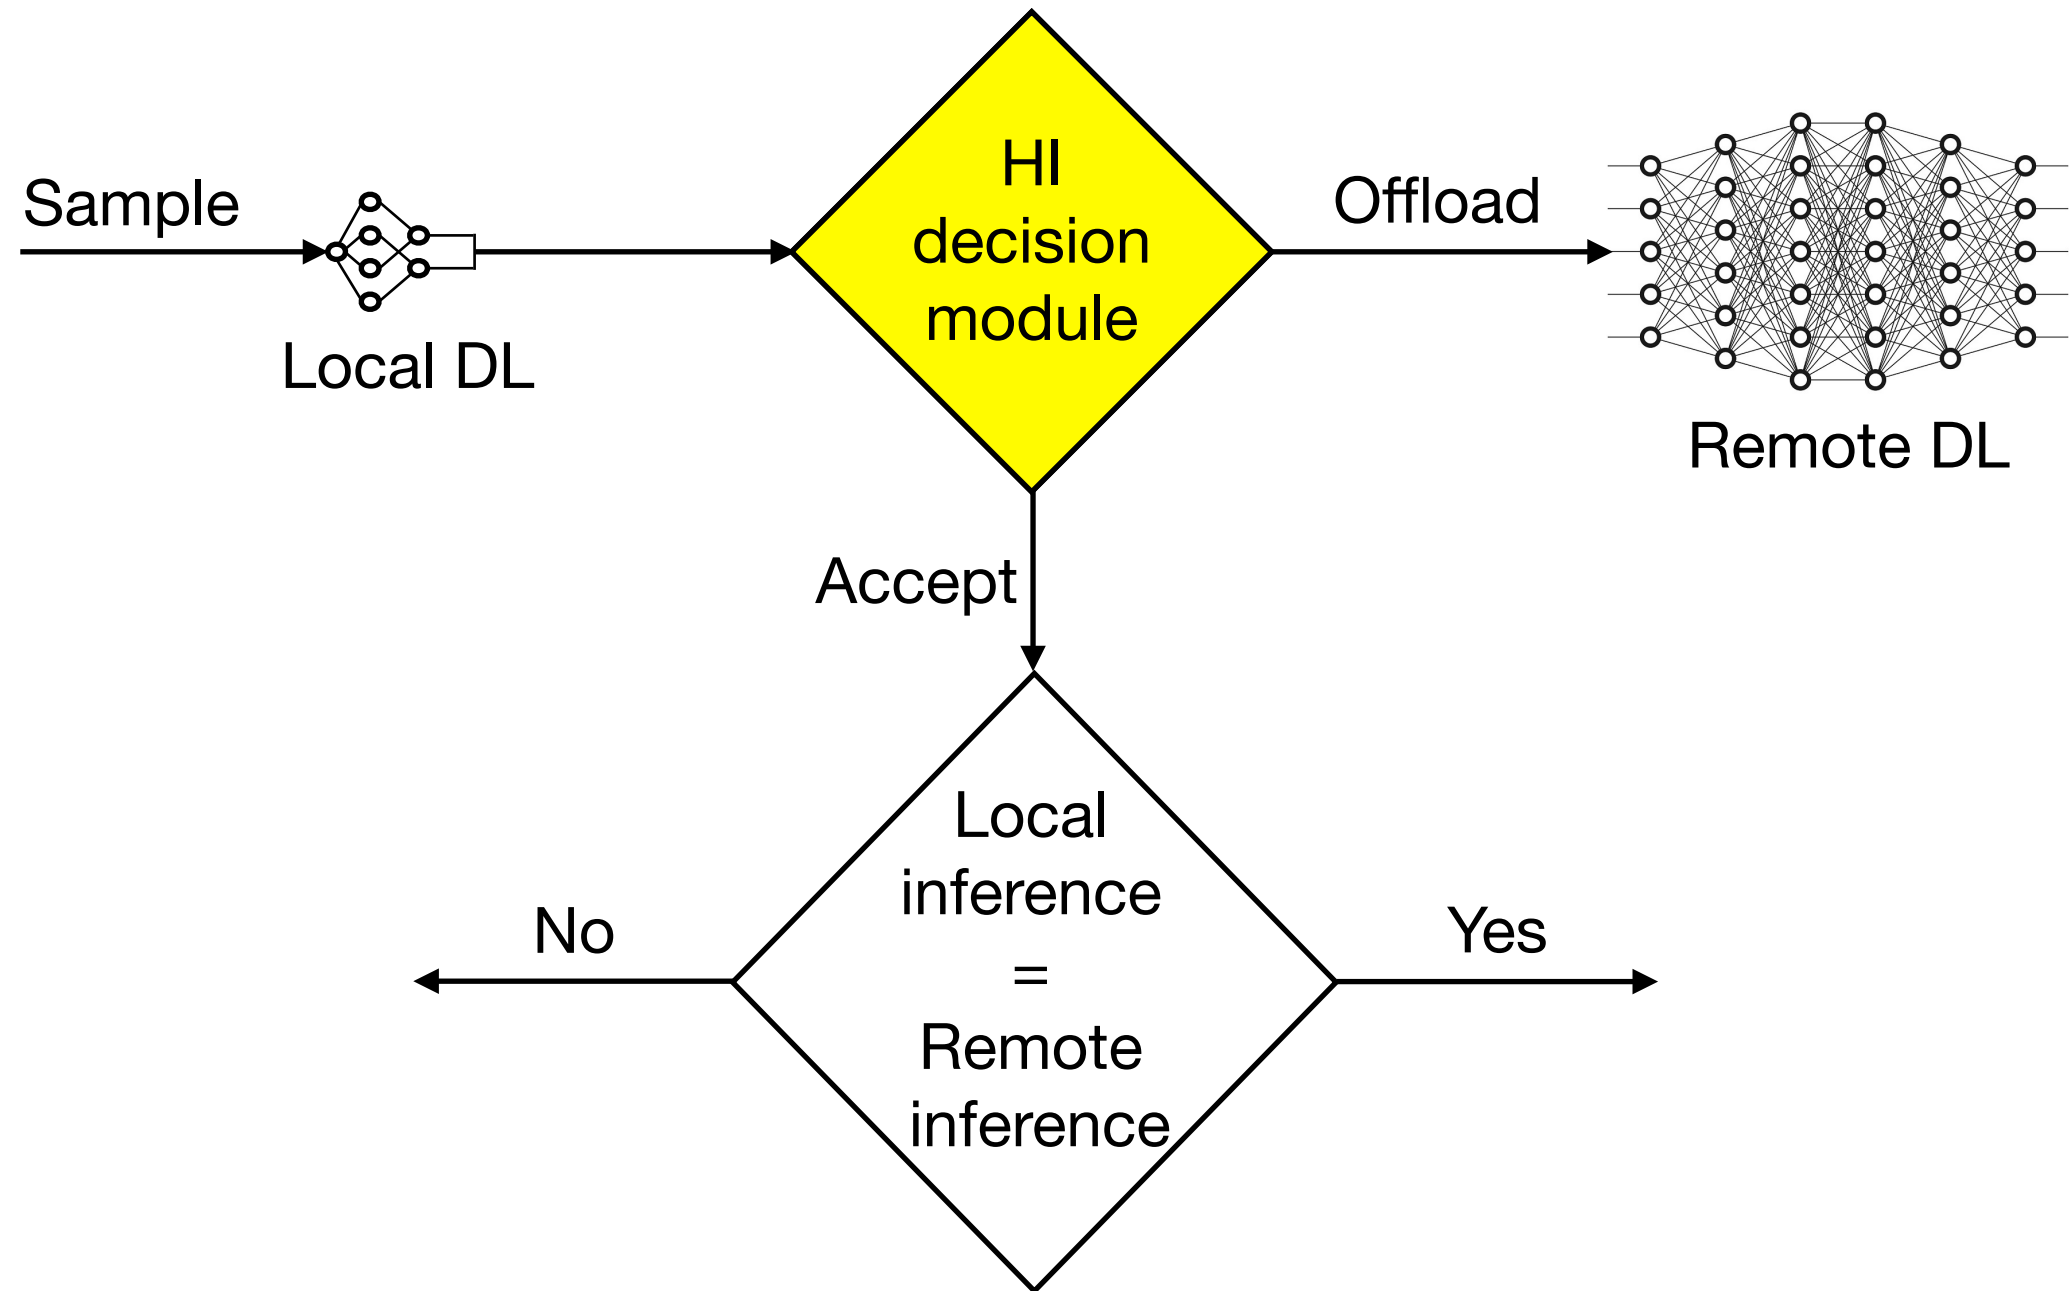 Sample
Local DL
HI
decision
module
Offload
Remote DL
Accept
Local
inference
=
Remote
inference
No
Yes